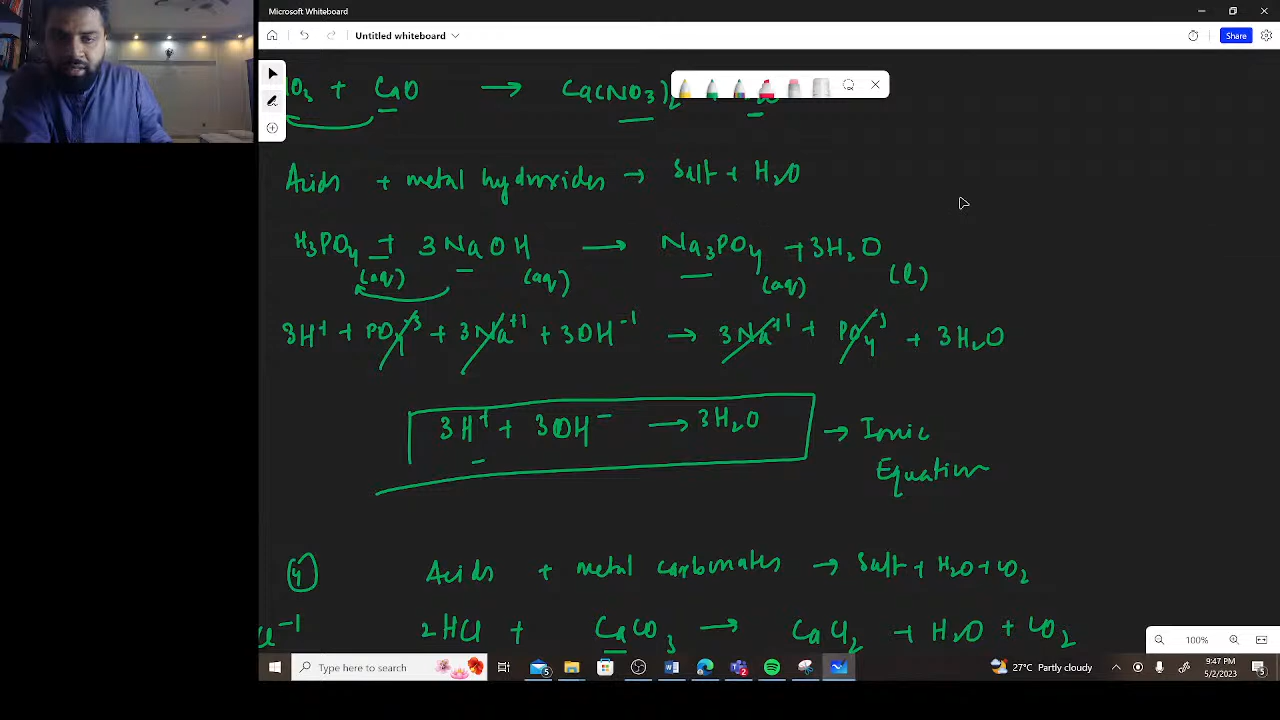 Microsoft Whiteboard
Untitled whiteboard
Share
O3 + CaO → Ca(NO3)2 +
Acids + metal hydroxides → Salt + H2O
H3PO4 + 3NaOH → Na3PO4 + 3H2O
(aq) (aq) (aq) (l)
3H+ + PO4-3 + 3Na+1 + 3OH-1 → 3Na+1 + PO4-3 + 3H2O
3H+ + 3OH- → 3H2O → Ionic
Equation
(4) Acids + metal carbonates → Salt + H2O + CO2
Cl-1 2HCl + CaCO3 → CaCl2 + H2O + CO2
100%
Type here to search
27°C Partly cloudy
9:47 PM
5/2/2023